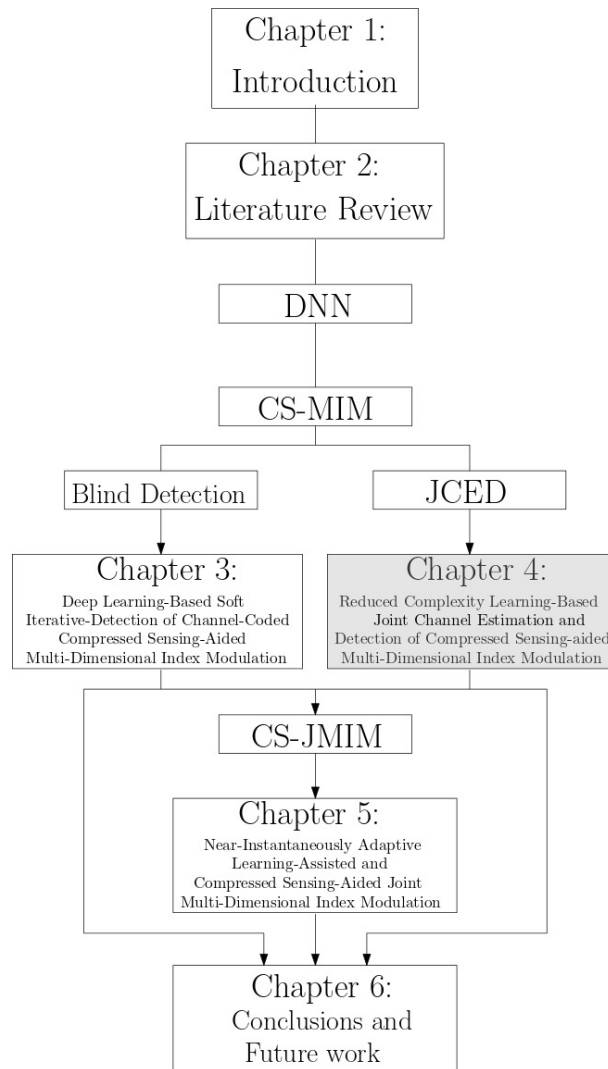 Chapter 1:
Introduction
Chapter 2:
Literature Review
DNN
CS-MIM
Blind Detection
JCED
Chapter 3:
Deep Learning-Based Soft
Iterative-Detection of Channel-Coded
Compressed Sensing-Aided
Multi-Dimensional Index Modulation
Chapter 4:
Reduced Complexity Learning-Based
Joint Channel Estimation and
Detection of Compressed Sensing-aided
Multi-Dimensional Index Modulation
CS-JMIM
Chapter 5:
Near-Instantaneously Adaptive
Learning-Assisted and
Compressed Sensing-Aided Joint
Multi-Dimensional Index Modulation
Chapter 6:
Conclusions and
Future work